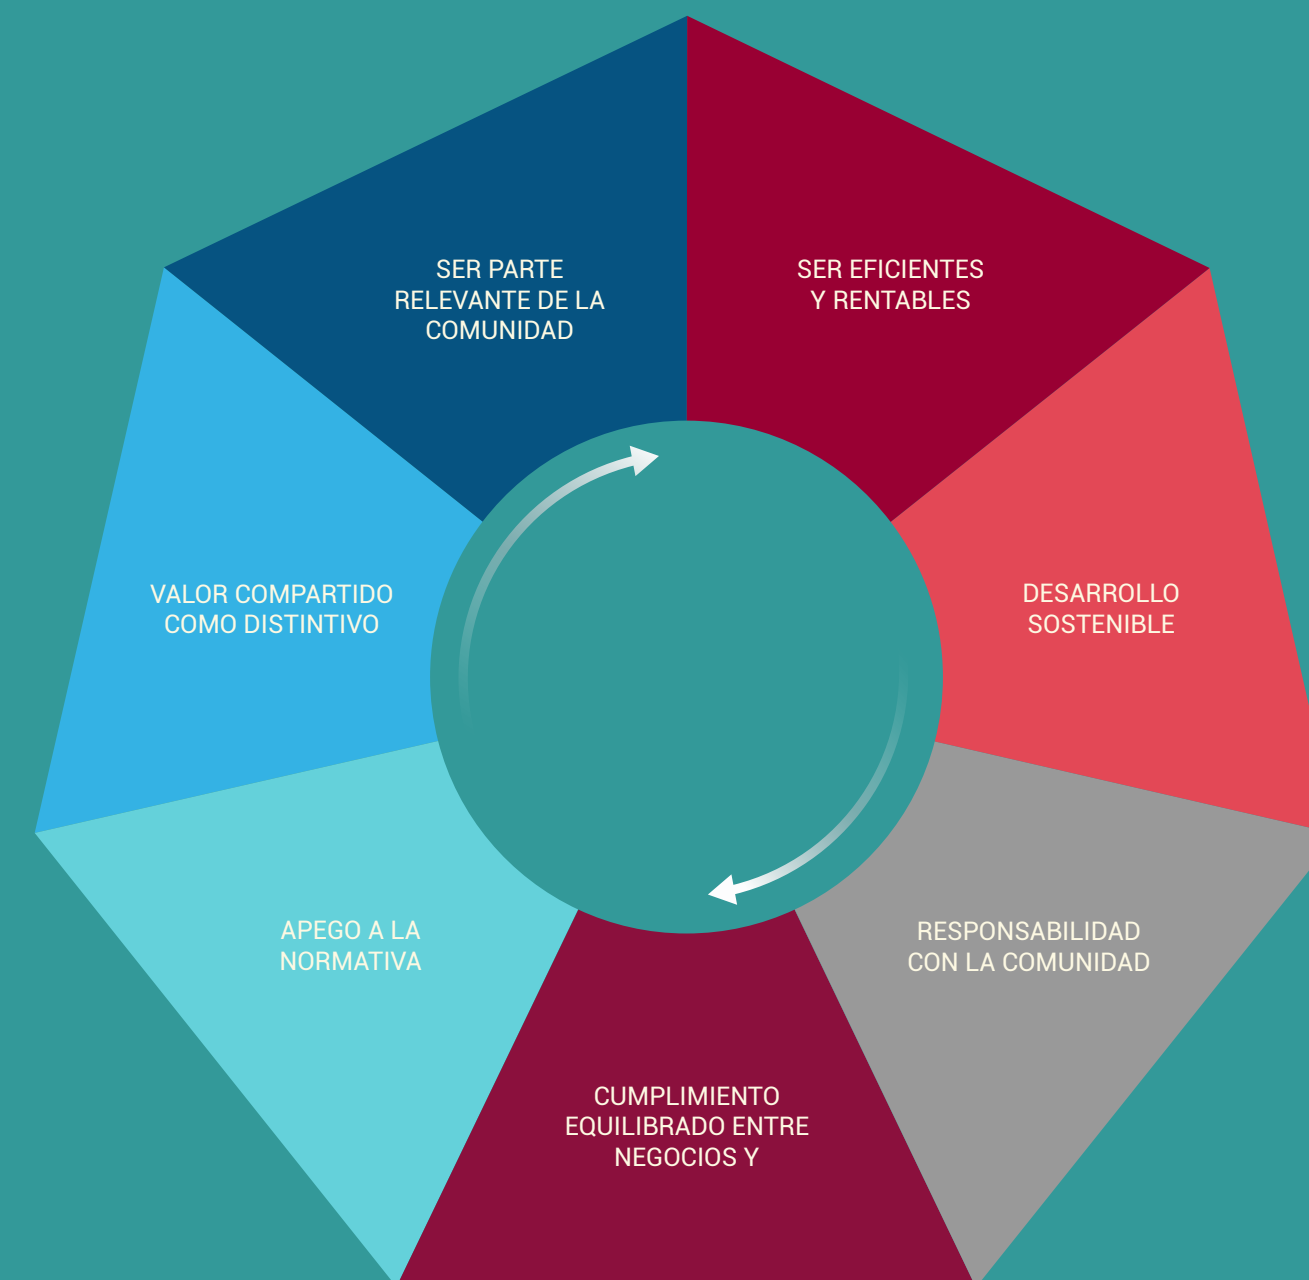 SER PARTE
RELEVANTE DE LA
COMUNIDAD
SER EFICIENTES
Y RENTABLES
VALOR COMPARTIDO
COMO DISTINTIVO
DESARROLLO
SOSTENIBLE
APEGO A LA
NORMATIVA
RESPONSABILIDAD
CON LA COMUNIDAD
CUMPLIMIENTO
EQUILIBRADO ENTRE
NEGOCIOS Y